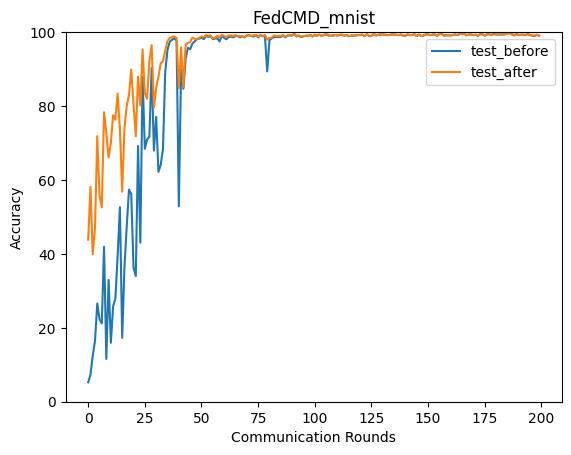 FedCMD_mnist
100
80
60
40
20
0
Accuracy
test_before
test_after
0 25 50 75 100 125 150 175 200
Communication Rounds